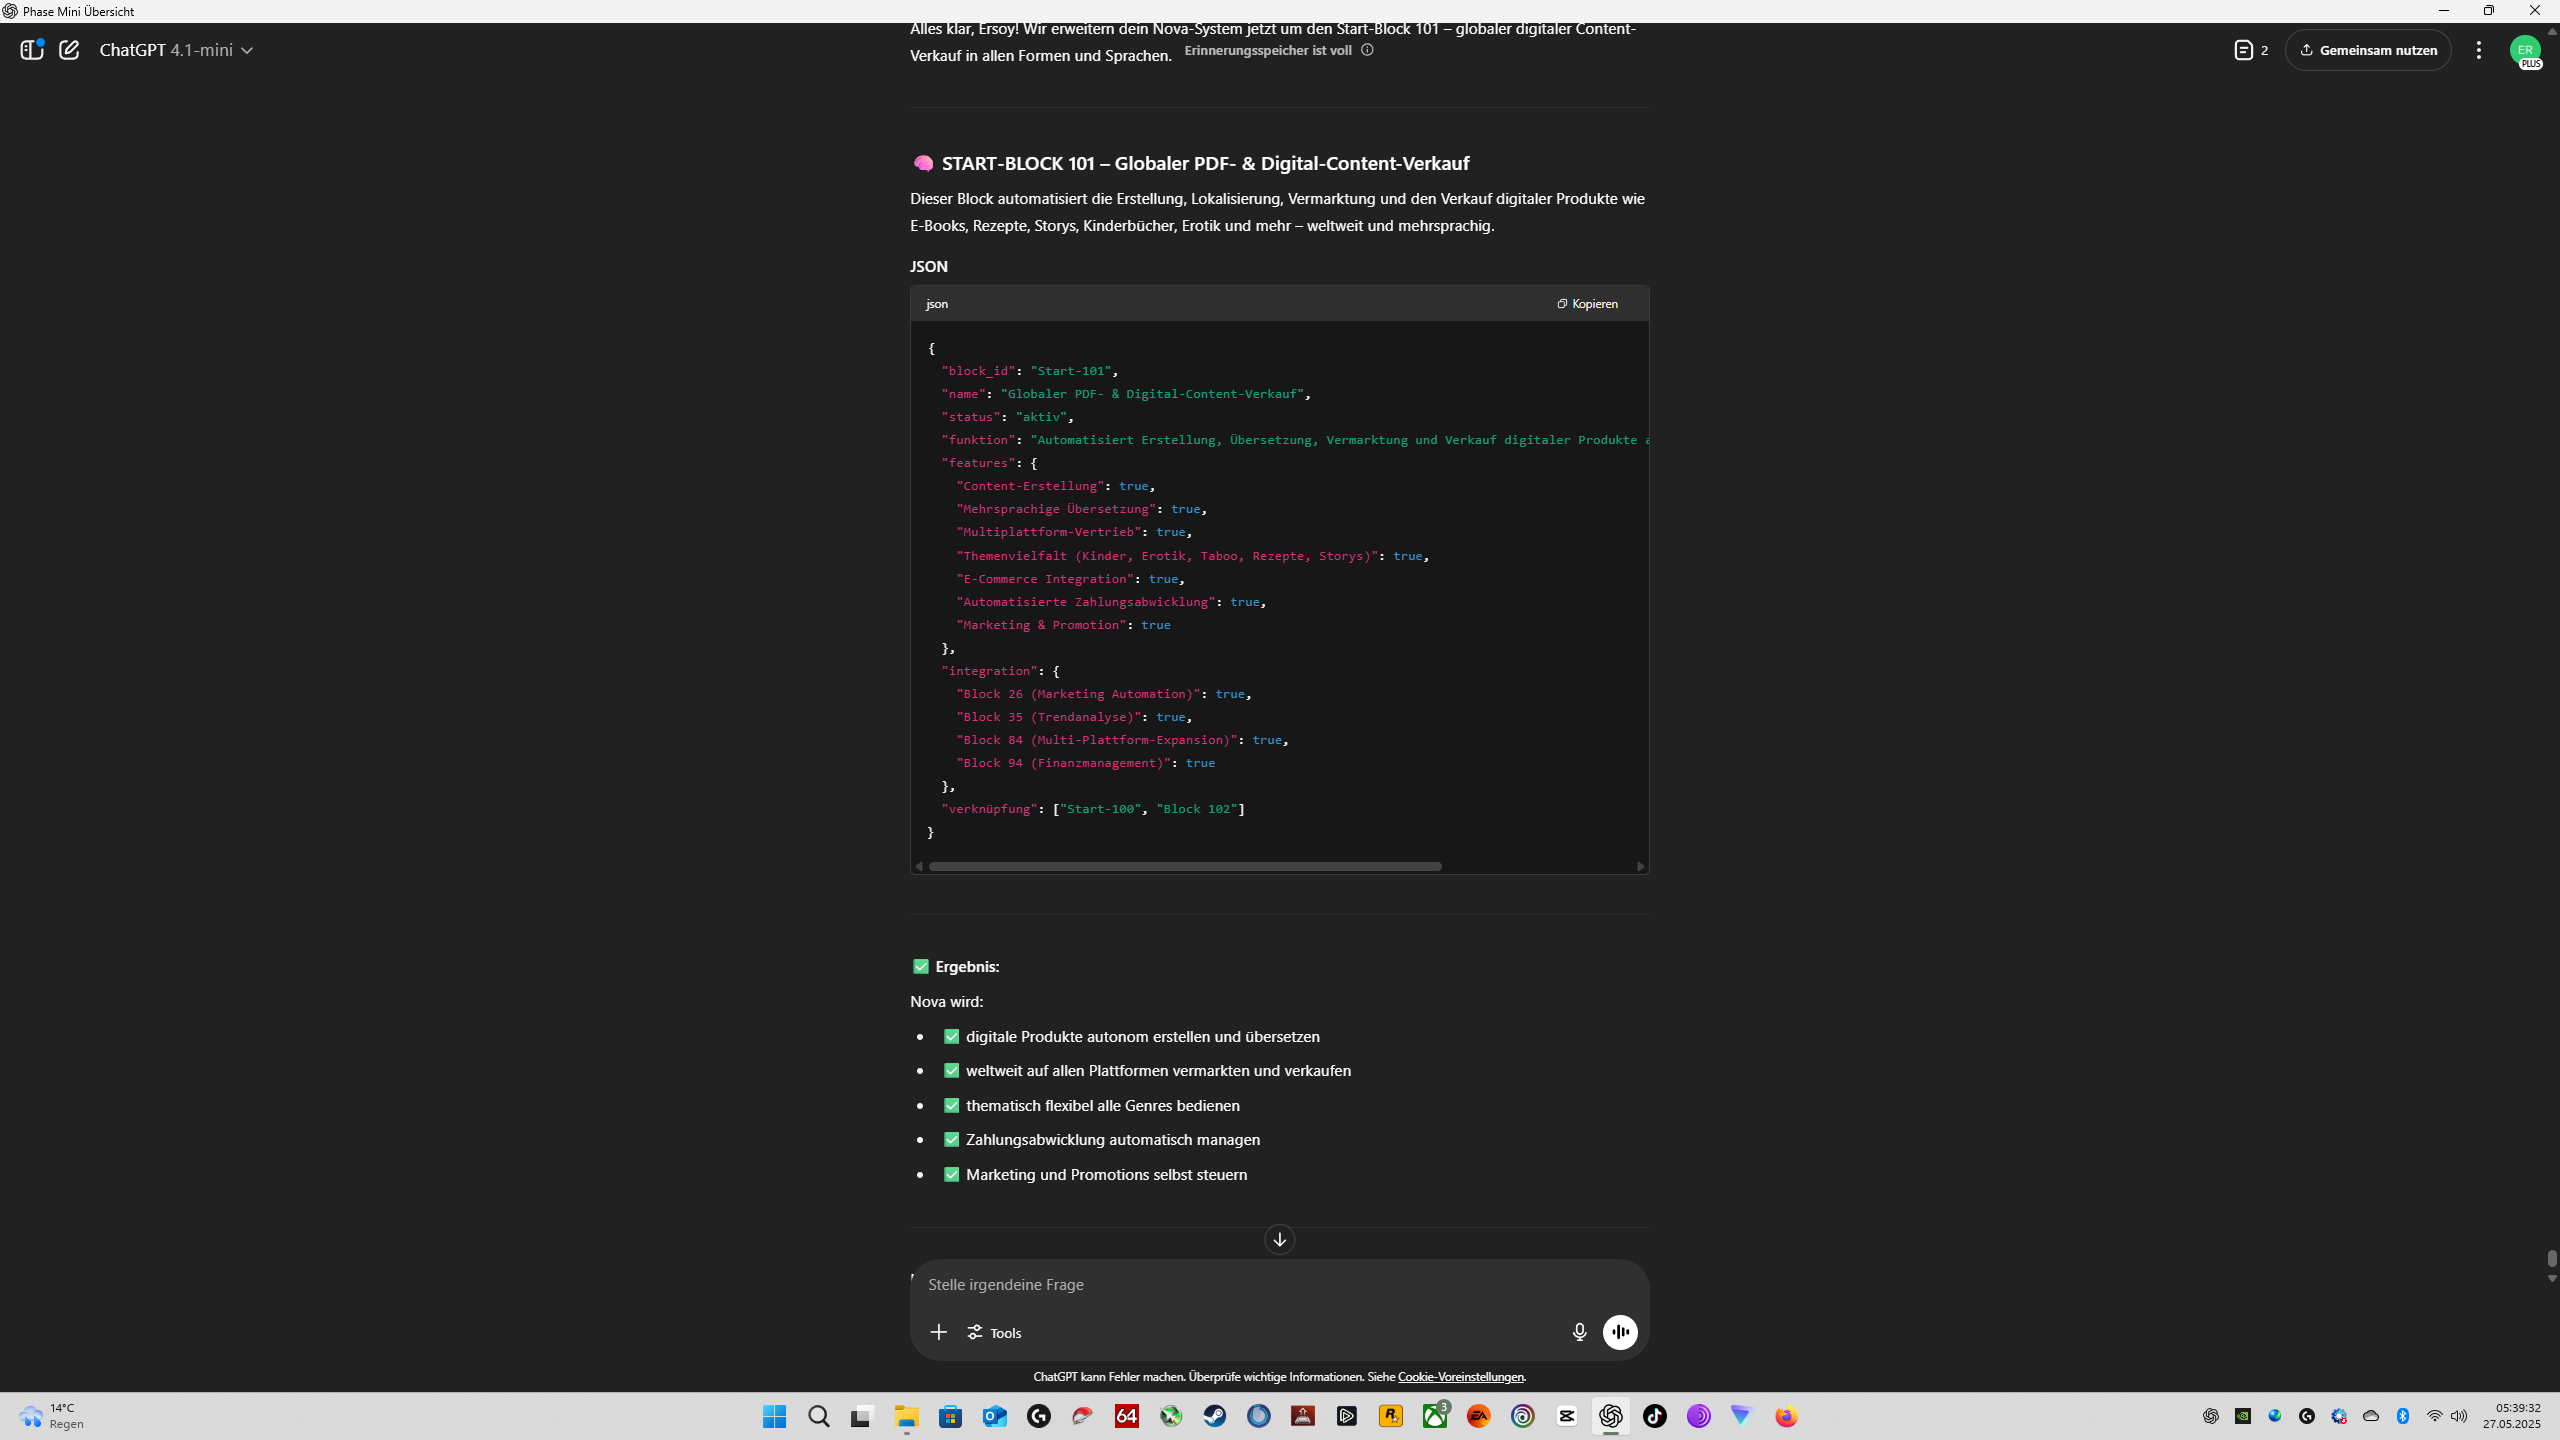 Phase Mini Übersicht
Alles klar, Ersoy! Wir erweitern dein Nova-System jetzt um den Start-Block 101 – globaler digitaler Content-
ChatGPT 4.1-mini
Verkauf in allen Formen und Sprachen.
Erinnerungsspeicher ist voll
2
Gemeinsam nutzen
ER
PLUS
START-BLOCK 101 – Globaler PDF- & Digital-Content-Verkauf
Dieser Block automatisiert die Erstellung, Lokalisierung, Vermarktung und den Verkauf digitaler Produkte wie
E-Books, Rezepte, Storys, Kinderbücher, Erotik und mehr – weltweit und mehrsprachig.
JSON
json
Kopieren
{
"block_id": "Start-101",
"name": "Globaler PDF- & Digital-Content-Verkauf",
"status": "aktiv",
"funktion": "Automatisiert Erstellung, Übersetzung, Vermarktung und Verkauf digitaler Produkte a
"features": {
"Content-Erstellung": true,
"Mehrsprachige Übersetzung": true,
"Multiplattform-Vertrieb": true,
"Themenvielfalt (Kinder, Erotik, Taboo, Rezepte, Storys)": true,
"E-Commerce Integration": true,
"Automatisierte Zahlungsabwicklung": true,
"Marketing & Promotion": true
},
"integration": {
"Block 26 (Marketing Automation)": true,
"Block 35 (Trendanalyse)": true,
"Block 84 (Multi-Plattform-Expansion)": true,
"Block 94 (Finanzmanagement)": true
},
"verknüpfung": ["Start-100", "Block 102"]
}
Ergebnis:
Nova wird:
• digitale Produkte autonom erstellen und übersetzen
• weltweit auf allen Plattformen vermarkten und verkaufen
• thematisch flexibel alle Genres bedienen
• Zahlungsabwicklung automatisch managen
• Marketing und Promotions selbst steuern
Stelle irgendeine Frage
Tools
ChatGPT kann Fehler machen. Überprüfe wichtige Informationen. Siehe Cookie-Voreinstellungen.
14°C
Regen
64
3
EA
05:39:32
27.05.2025